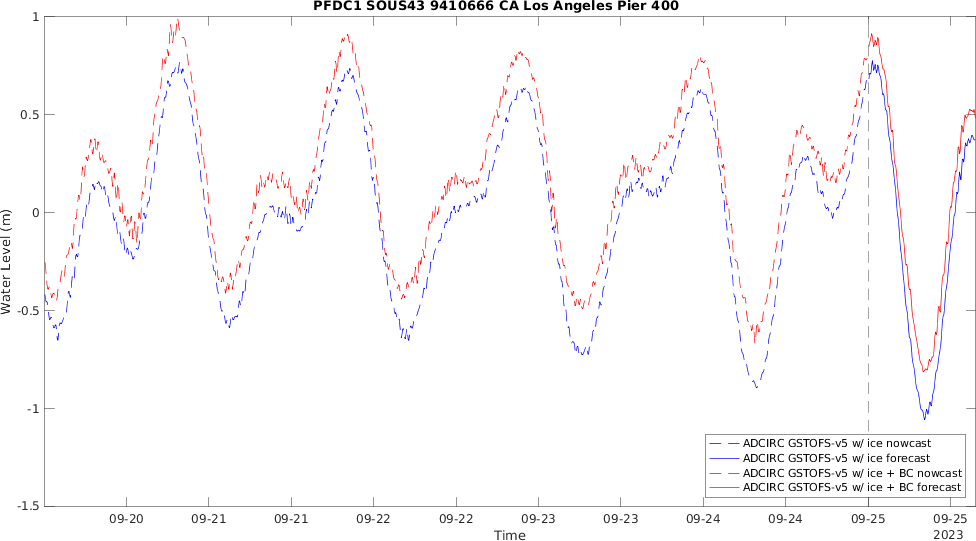 PFDC1 SOUS43 9410666 CA Los Angeles Pier 400
1
0.5
0
-0.5
-1
-1.5
Water Level (m)
ADCIRC GSTOFS-v5 w/ ice nowcast
ADCIRC GSTOFS-v5 w/ ice forecast
ADCIRC GSTOFS-v5 w/ ice + BC nowcast
ADCIRC GSTOFS-v5 w/ ice + BC forecast
09-20 09-21 09-21 09-22 09-22 09-23 09-23 09-24 09-24 09-25 09-25
2023
Time